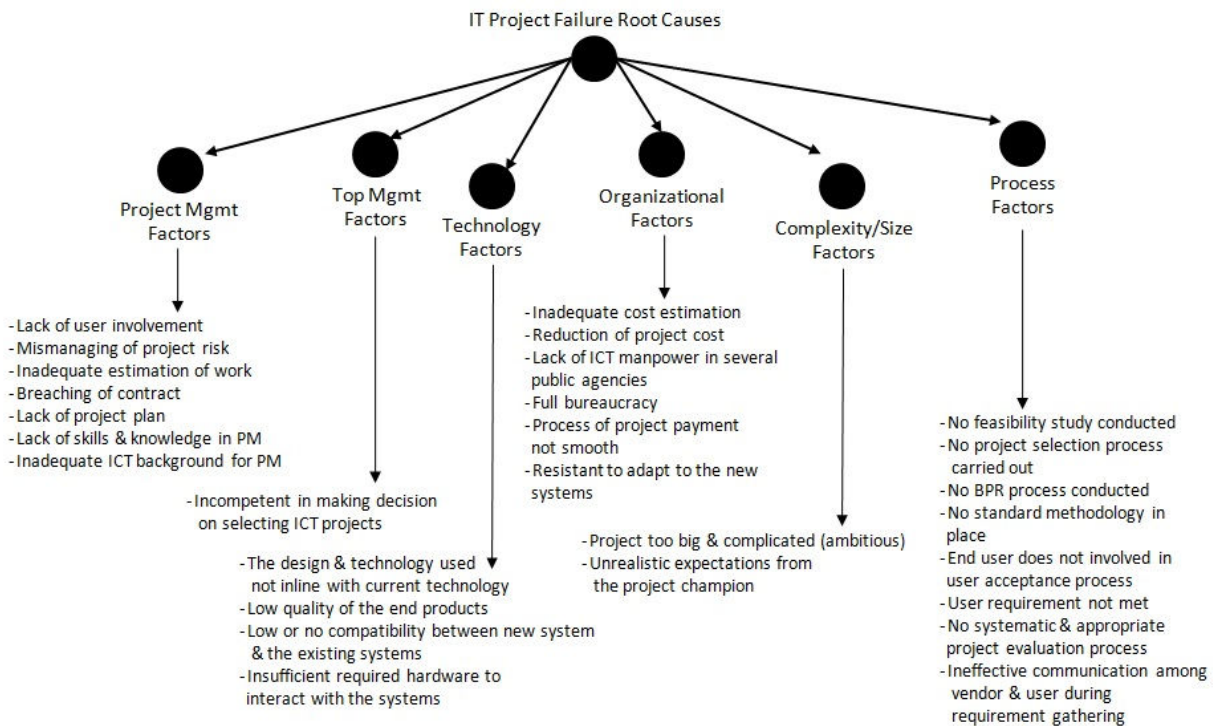 IT Project Failure Root Causes
Project Mgmt
Factors
Top Mgmt
Factors
Technology
Factors
Organizational
Factors
Complexity/Size
Factors
Process
Factors
-Lack of user involvement
-Mismanaging of project risk
-Inadequate estimation of work
-Breaching of contract
-Lack of project plan
-Lack of skills & knowledge in PM
-Inadequate ICT background for PM
-Incompetent in making decision
on selecting ICT projects
-The design & technology used
not inline with current technology
-Low quality of the end products
-Low or no compatibility between new system
& the existing systems
-Insufficient required hardware to
interact with the systems
-Inadequate cost estimation
-Reduction of project cost
-Lack of ICT manpower in several
public agencies
-Full bureaucracy
-Process of project payment
not smooth
-Resistant to adapt to the new
systems
-Project too big & complicated (ambitious)
-Unrealistic expectations from
the project champion
-No feasibility study conducted
-No project selection process
carried out
-No BPR process conducted
-No standard methodology in
place
-End user does not involved in
user acceptance process
-User requirement not met
-No systematic & appropriate
project evaluation process
-Ineffective communication among
vendor & user during
requirement gathering